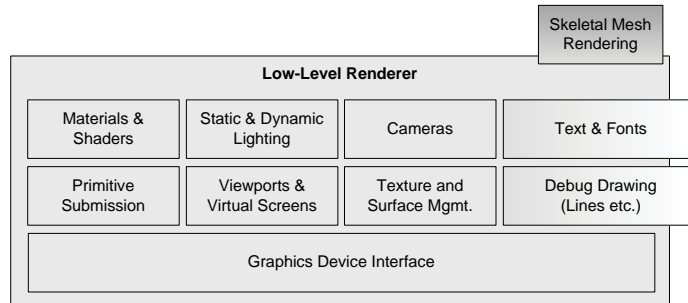 Skeletal Mesh
Rendering
Low-Level Renderer
Materials &
Shaders
Static & Dynamic
Lighting
Cameras
Text & Fonts
Primitive
Submission
Viewports &
Virtual Screens
Texture and
Surface Mgmt.
Debug Drawing
(Lines etc.)
Graphics Device Interface